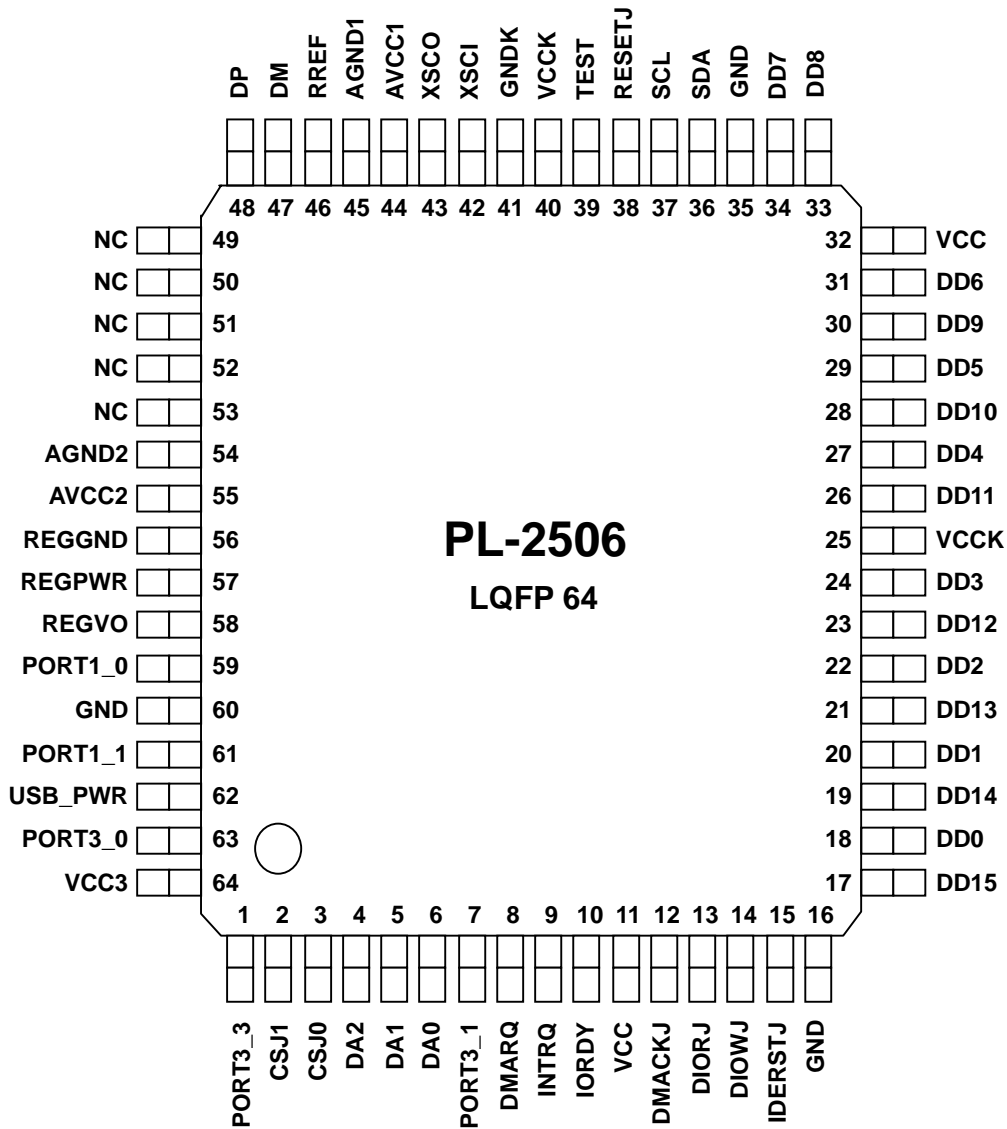 DP DM RREF AGND1 AVCC1 XSCO XSCI GNDK VCCK TEST RESETJ SCL SDA GND DD7 DD8
48 47 46 45 44 43 42 41 40 39 38 37 36 35 34 33
NC 49 32 VCC
NC 50 31 DD6
NC 51 30 DD9
NC 52 29 DD5
NC 53 28 DD10
AGND2 54 27 DD4
AVCC2 55 26 DD11
REGGND 56 25 VCCK
REGPWR 57 24 DD3
REGVO 58 23 DD12
PORT1_0 59 22 DD2
GND 60 21 DD13
PORT1_1 61 20 DD1
USB_PWR 62 19 DD14
PORT3_0 63 18 DD0
VCC3 64 17 DD15
PL-2506
LQFP 64
1 2 3 4 5 6 7 8 9 10 11 12 13 14 15 16
PORT3_3 CSJ1 CSJ0 DA2 DA1 DA0 PORT3_1 DMARQ INTRQ IORDY VCC DMACKJ DIORJ DIOWJ IDERSTJ GND